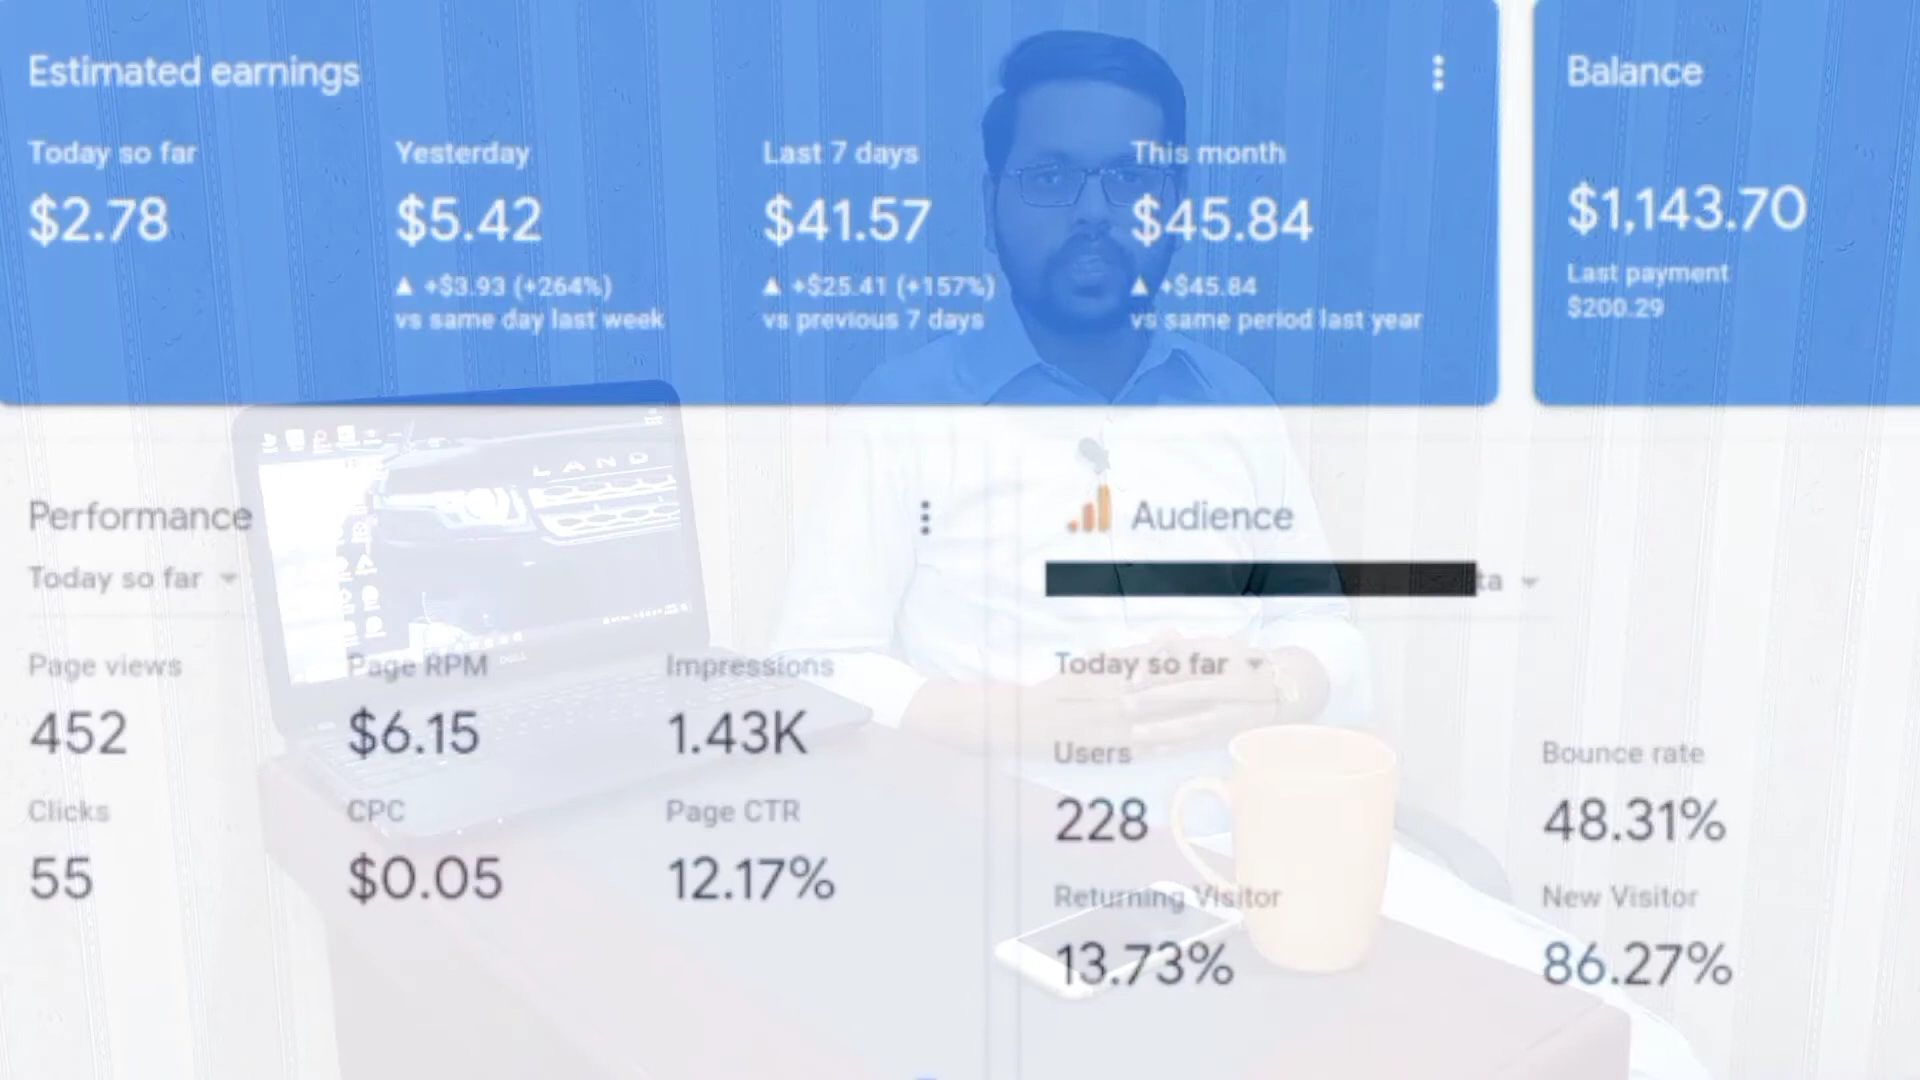 Estimated earnings
Today so far
$2.78
Yesterday
$5.42
+$3.93 (+264%)
vs same day last week
Last 7 days
$41.57
+$25.41 (+157%)
vs previous 7 days
This month
$45.84
+$45.84
vs same period last year
Balance
$1,143.70
Last payment
$200.29
LAND
DELL
Performance
Today so far
Page views
452
Page RPM
$6.15
Impressions
1.43K
Clicks
55
CPC
$0.05
Page CTR
12.17%
Audience
ta
Today so far
Users
228
Bounce rate
48.31%
Returning Visitor
13.73%
New Visitor
86.27%